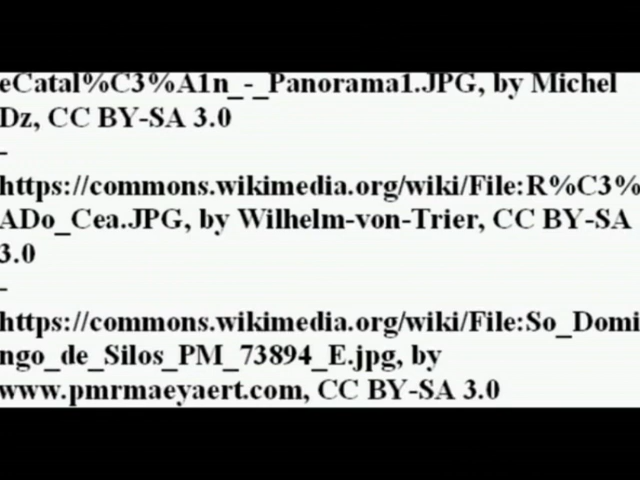 eCatal%C3%A1n_-_Panorama1.JPG, by Michel
Dz, CC BY-SA 3.0
-
https://commons.wikimedia.org/wiki/File:R%C3%
ADo_Cea.JPG, by Wilhelm-von-Trier, CC BY-SA
3.0
-
https://commons.wikimedia.org/wiki/File:So_Domi
ngo_de_Silos_PM_73894_E.jpg, by
www.pmrmaeyaert.com, CC BY-SA 3.0